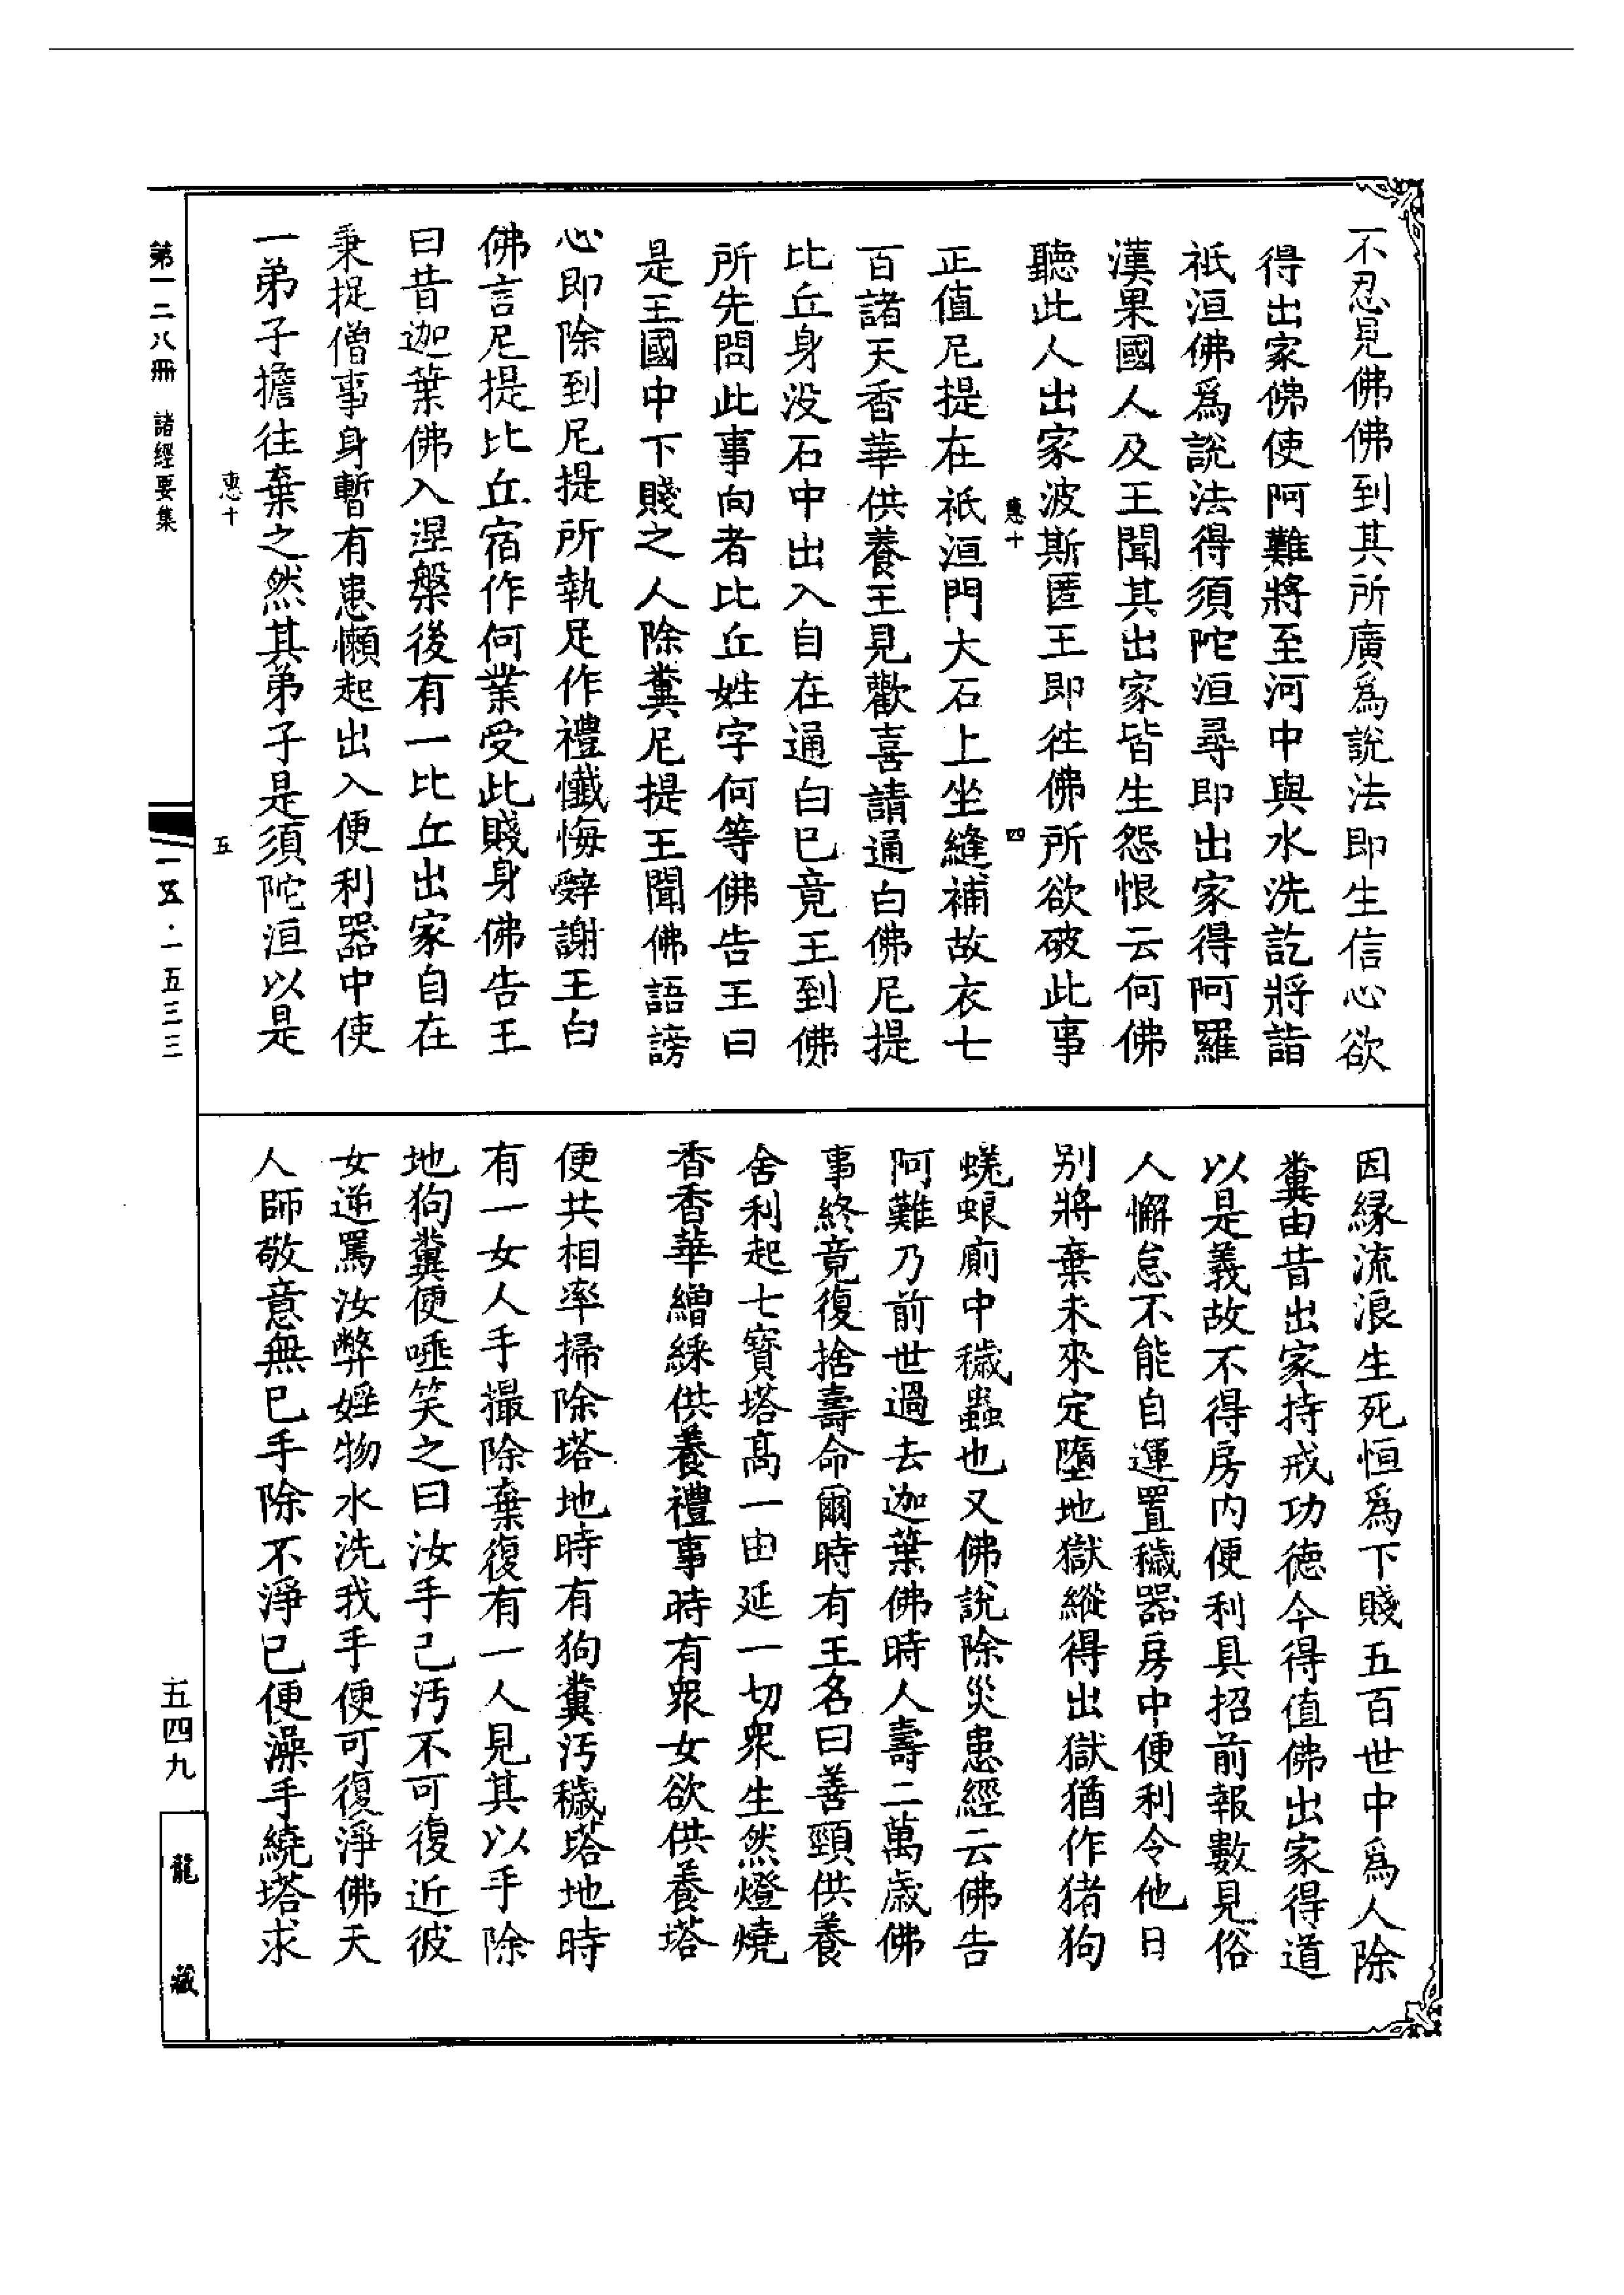 不忍見佛佛到其所廣爲說法即生信心欲
得出家佛使阿難將至河中與水洗訖將詣
祇洹佛爲說法得須陀洹尋即出家得阿羅
漢果國人及王聞其出家皆生怨恨云何佛
聽此人出家波斯匿王即往佛所欲破此事
惠十
四
正值尼提在祇洹門大石上坐縫補故衣七
百諸天香華供養王見歡喜請通白佛尼提
比丘身没石中出入自在通白已竟王到佛
所先問此事向者比丘姓字何等佛告王曰
是王國中下賤之人除糞尼提王聞佛語謗
心即除到尼提所執足作禮懺悔辭謝王白
佛言尼提比丘宿作何業受此賤身佛告王
曰昔迦葉佛入涅槃後有一比丘出家自在
秉捉僧事身暫有患懶起出入便利器中使
一弟子擔往棄之然其弟子是須陀洹以是
惠十
五
因緣流浪生死恒爲下賤五百世中爲人除
糞由昔出家持戒功德今得值佛出家得道
以是義故不得房内便利具招前報數見俗
人懈怠不能自運置穢器房中便利令他日
别將棄未來定墮地獄縱得出獄猶作猪狗
蜣蜋廁中穢蟲也又佛說除災患經云佛告
阿難乃前世過去迦葉佛時人壽二萬歲佛
事終竟復捨壽命爾時有王名曰善頸供養
舍利起七寶塔高一由延一切衆生然燈燒
香香華繒綵供養禮事時有衆女欲供養塔
便共相率掃除塔地時有狗糞汚穢塔地時
有一女人手撮除棄復有一人見其以手除
地狗糞便唾笑之曰汝手已汚不可復近彼
女逆罵汝弊婬物水洗我手便可復淨佛天
人師敬意無已手除不淨已便澡手繞塔求
第一二八冊 諸經要集
一五·一五三三
五四九
龍藏